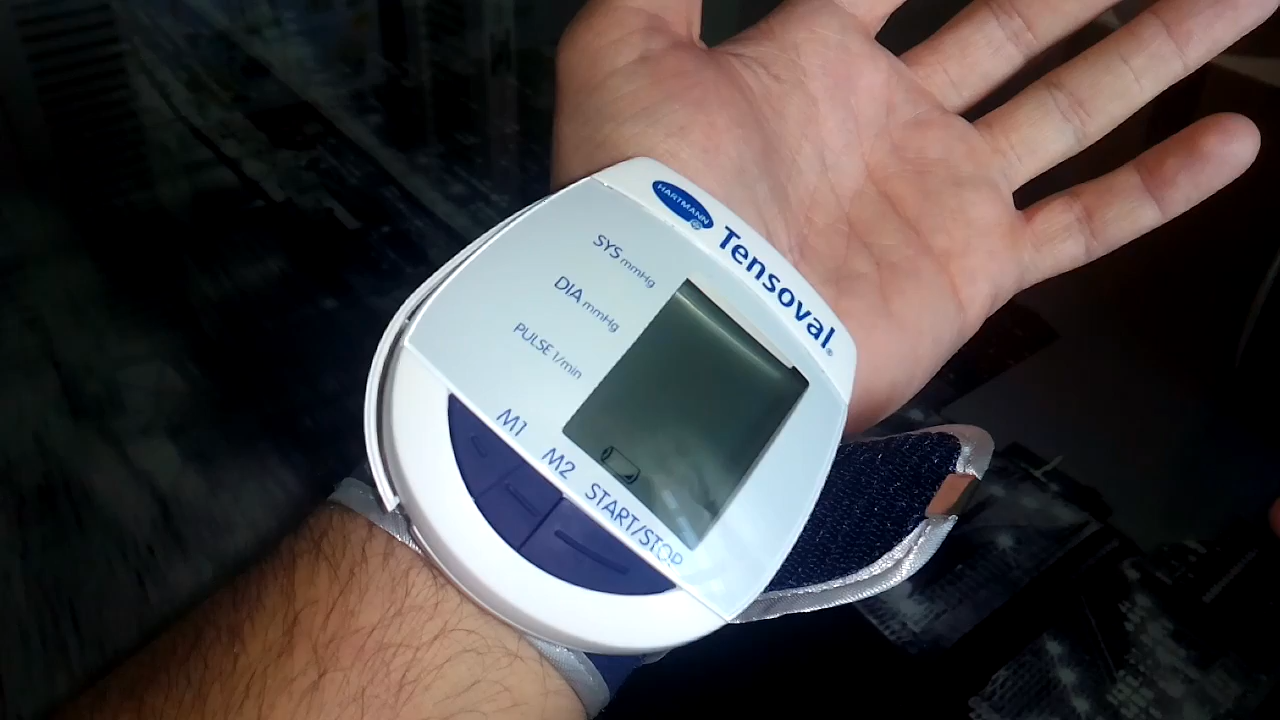 HARTMANN
Tensoval®
SYS mmHg
DIA mmHg
PULSE 1/min
M1
M2
START/STOP